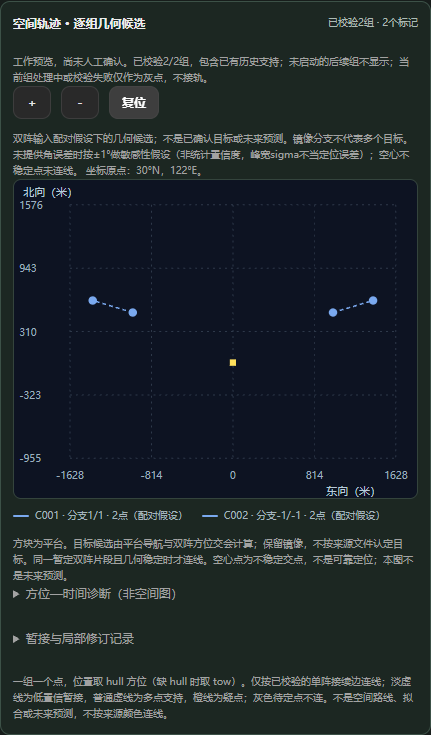 空间轨迹 · 逐组几何候选
已校验2组 · 2个标记
工作预览，尚未人工确认。已校验2/2组，包含已有历史支持；未启动的后续组不显示；当
前组处理中或校验失败仅作为灰点，不接轨。
+
-
复位
双阵输入配对假设下的几何候选；不是已确认目标或未来预测。镜像分支不代表多个目标。
未提供角误差时按±1°做敏感性假设（非统计置信度，峰宽sigma不当定位误差）；空心不
稳定点未连线。 坐标原点：30°N，122°E。
北向（米）
1576
943
310
-323
-955
-1628
-814
0
814
1628
东向（米）
C001 · 分支1/1 · 2点（配对假设）
C002 · 分支-1/-1 · 2点（配对假设）
方块为平台。目标候选由平台导航与双阵方位交会计算；保留镜像，不按来源文件认定目
标。同一暂定双阵片段且几何稳定时才连线。空心点为不稳定交点，不是可靠定位；本图不
是未来预测。
▶ 方位—时间诊断（非空间图）
▶ 暂接与局部修订记录
一组一个点，位置取 hull 方位（缺 hull 时取 tow）。仅按已校验的单阵接续边连线；淡虚
线为低置信暂接，普通虚线为多点支持，橙线为疑点；灰色待定点不连。不是空间路线、拟
合或未来预测，不按来源颜色连线。